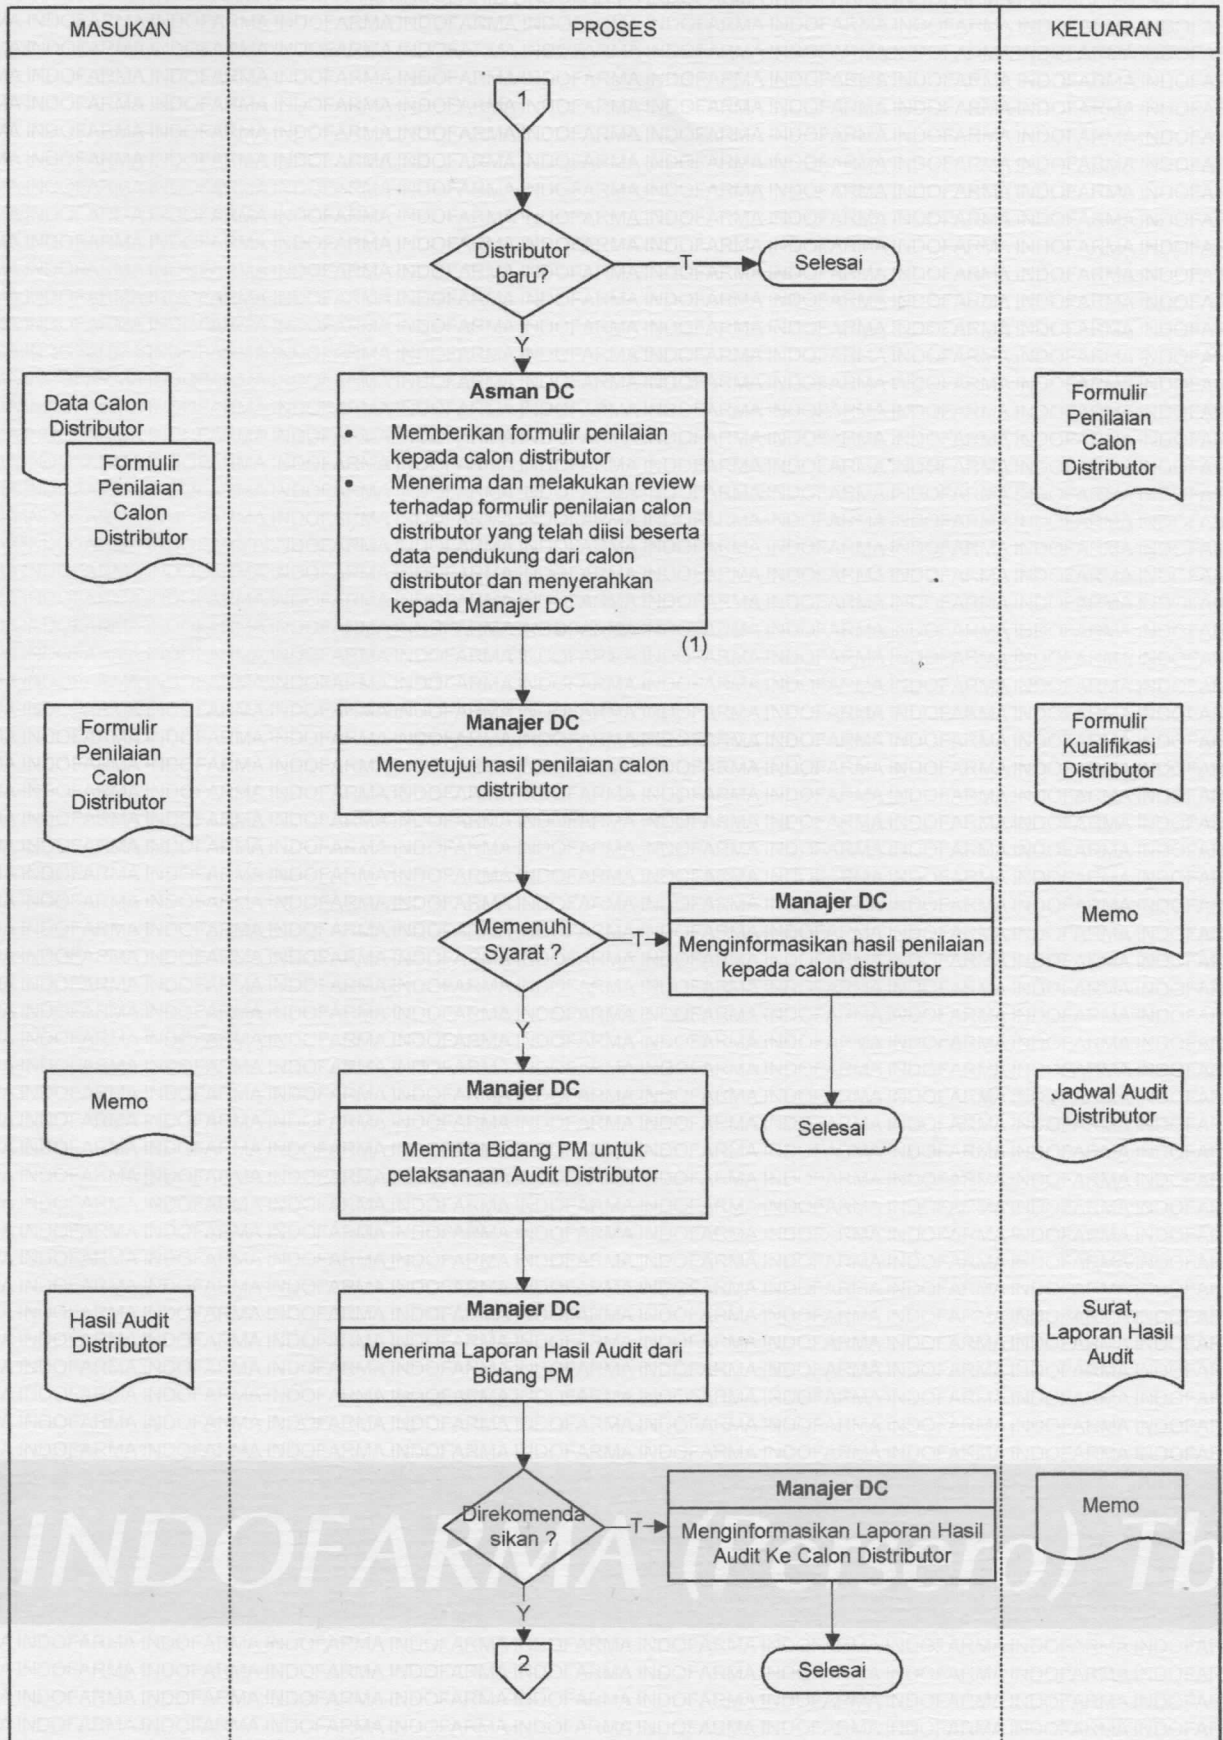 MASUKAN
PROSES
KELUARAN
1
Distributor
baru?
T
Selesai
Y
Data Calon
Distributor
Formulir
Penilaian
Calon
Distributor
Asman DC
• Memberikan formulir penilaian
kepada calon distributor
• Menerima dan melakukan review
terhadap formulir penilaian calon
distributor yang telah diisi beserta
data pendukung dari calon
distributor dan menyerahkan
kepada Manajer DC
(1)
Formulir
Penilaian
Calon
Distributor
Formulir
Penilaian
Calon
Distributor
Manajer DC
Menyetujui hasil penilaian calon
distributor
Formulir
Kualifikasi
Distributor
Memenuhi
Syarat ?
T
Manajer DC
Menginformasikan hasil penilaian
kepada calon distributor
Memo
Y
Memo
Manajer DC
Meminta Bidang PM untuk
pelaksanaan Audit Distributor
Selesai
Jadwal Audit
Distributor
Hasil Audit
Distributor
Manajer DC
Menerima Laporan Hasil Audit dari
Bidang PM
Surat,
Laporan Hasil
Audit
Direkomenda
sikan ?
T
Manajer DC
Menginformasikan Laporan Hasil
Audit Ke Calon Distributor
Memo
INDOFARMA (Persero) Tb
Y
2
Selesai